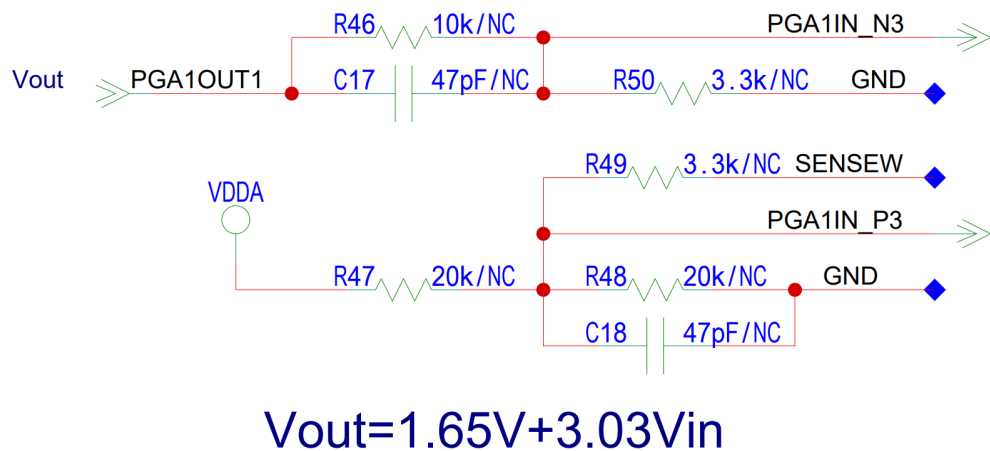 R46 10k/NC PGA1IN_N3
Vout PGA1OUT1 C17 47pF/NC R50 3.3k/NC GND
R49 3.3k/NC SENSEW
VDDA
PGA1IN_P3
R47 20k/NC R48 20k/NC GND
C18 47pF/NC
Vout=1.65V+3.03Vin